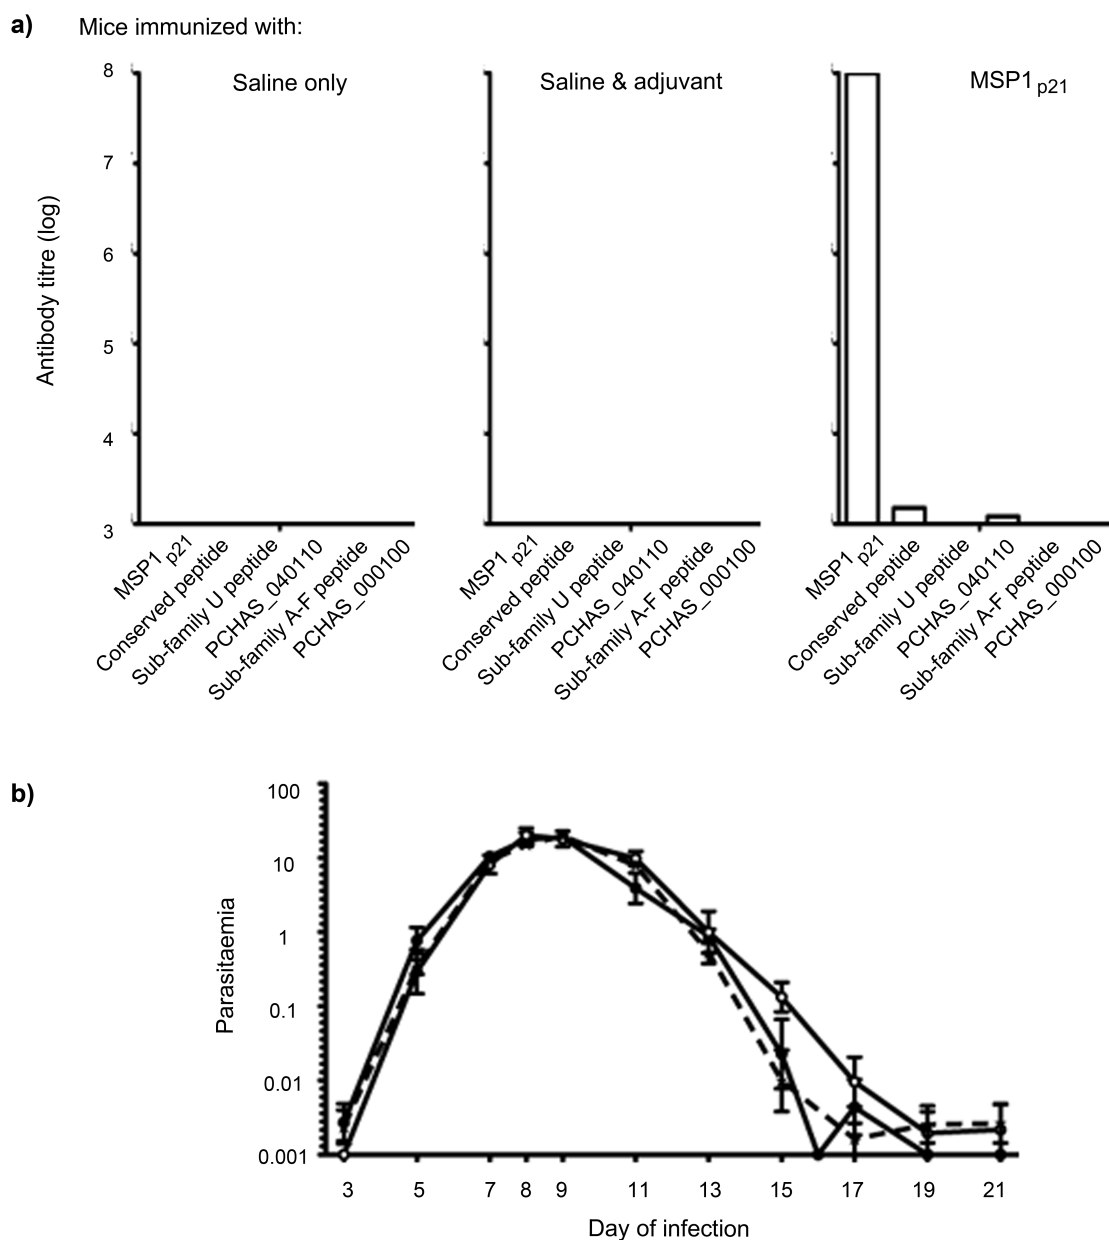 a) Mice immunized with:
Saline only
Saline & adjuvant
MSP1 p21
Antibody titre (log)
8
7
6
5
4
3
MSP1 p21
Conserved peptide
Sub-family U peptide
PCHAS_040110
Sub-family A-F peptide
PCHAS_000100
MSP1 p21
Conserved peptide
Sub-family U peptide
PCHAS_040110
Sub-family A-F peptide
PCHAS_000100
MSP1 p21
Conserved peptide
Sub-family U peptide
PCHAS_040110
Sub-family A-F peptide
PCHAS_000100
b)
Parasitaemia
100
10
1
0.1
0.01
0.001
3 5 7 8 9 11 13 15 17 19 21
Day of infection